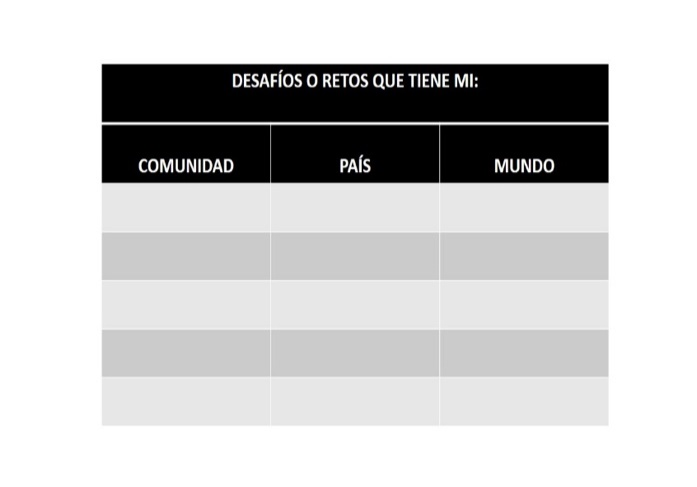 DESAFÍOS O RETOS QUE TIENE MI:
COMUNIDAD PAÍS MUNDO